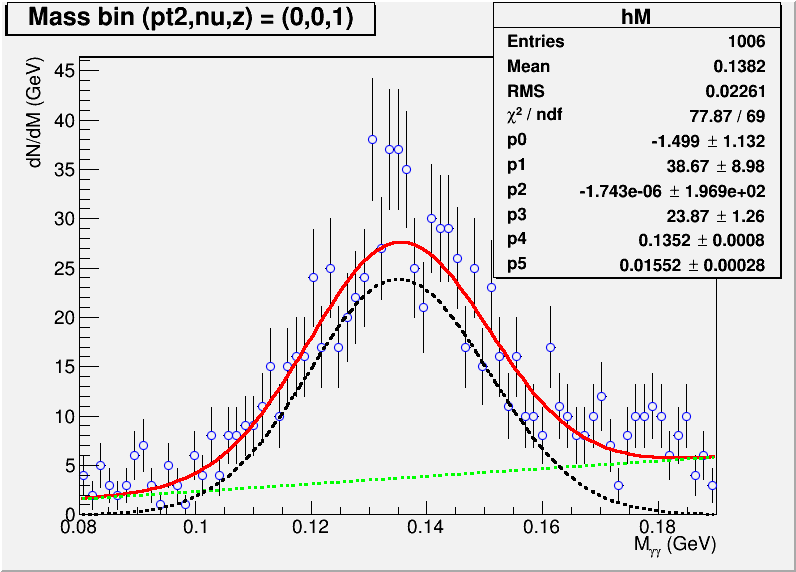 Mass bin (pt2,nu,z) = (0,0,1)
hM
Entries 1006
Mean 0.1382
RMS 0.02261
χ² / ndf 77.87 / 69
p0 -1.499 ± 1.132
p1 38.67 ± 8.98
p2 -1.743e-06 ± 1.969e+02
p3 23.87 ± 1.26
p4 0.1352 ± 0.0008
p5 0.01552 ± 0.00028
dN/dM (GeV)
45
40
35
30
25
20
15
10
5
0
0.08 0.1 0.12 0.14 0.16 0.18
Mγγ (GeV)